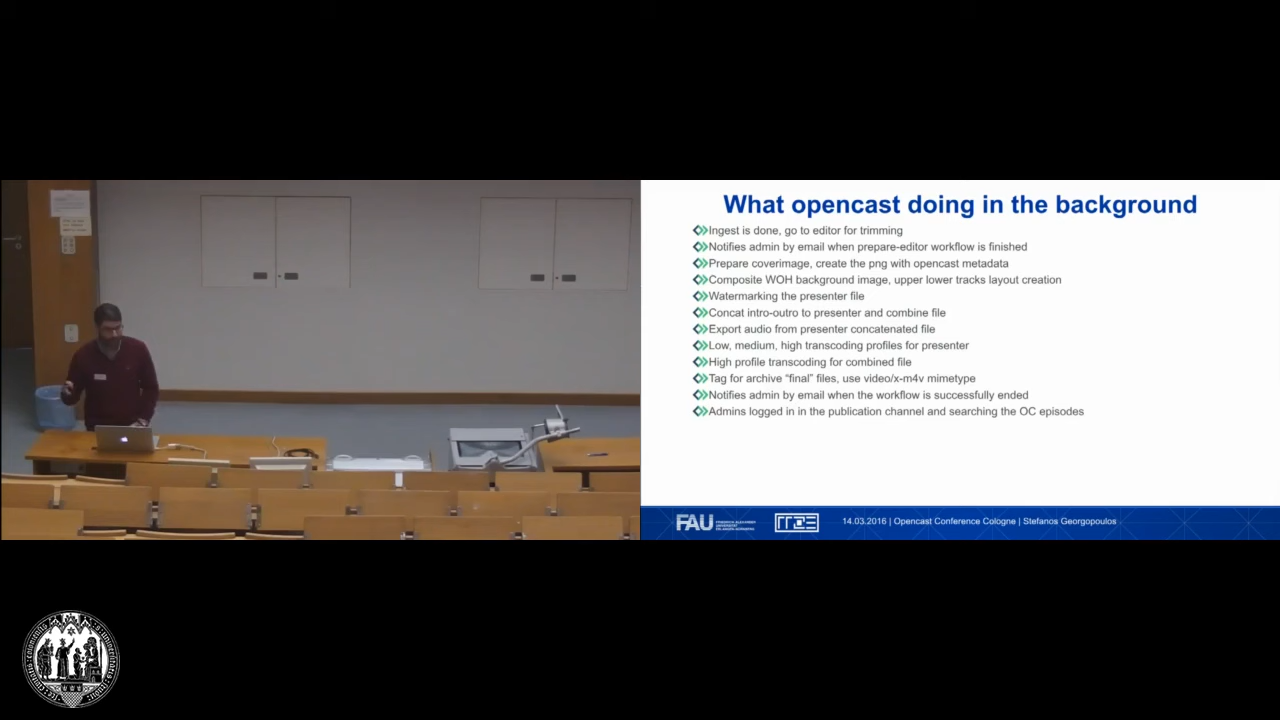 What opencast doing in the background
Ingest is done, go to editor for trimming
Notifies admin by email when prepare-editor workflow is finished
Prepare coverimage, create the png with opencast metadata
Composite WOH background image, upper lower tracks layout creation
Watermarking the presenter file
Concat intro-outro to presenter and combine file
Export audio from presenter concatenated file
Low, medium, high transcoding profiles for presenter
High profile transcoding for combined file
Tag for archive “final” files, use video/x-m4v mimetype
Notifies admin by email when the workflow is successfully ended
Admins logged in in the publication channel and searching the OC episodes
FAU
FRIEDRICH-ALEXANDER
UNIVERSITÄT
ERLANGEN-NÜRNBERG
14.03.2016 | Opencast Conference Cologne | Stefanos Georgopoulos